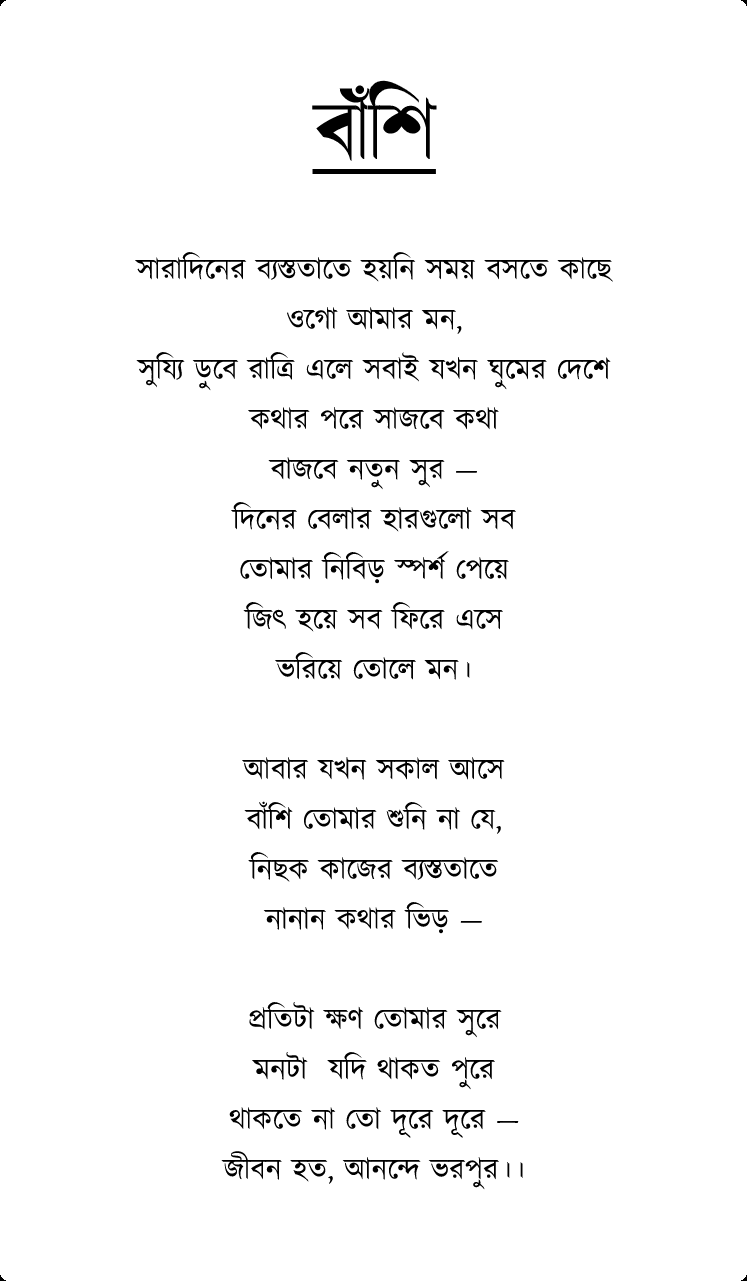 বাঁশি
সারাদিনের ব্যস্ততাতে হয়নি সময় বসতে কাছে
ওগো আমার মন,
সুয্যি ডুবে রাত্রি এলে সবাই যখন ঘুমের দেশে
কথার পরে সাজবে কথা
বাজবে নতুন সুর —
দিনের বেলার হারগুলো সব
তোমার নিবিড় স্পর্শ পেয়ে
জিৎ হয়ে সব ফিরে এসে
ভরিয়ে তোলে মন।
আবার যখন সকাল আসে
বাঁশি তোমার শুনি না যে,
নিছক কাজের ব্যস্ততাতে
নানান কথার ভিড় —
প্রতিটা ক্ষণ তোমার সুরে
মনটা যদি থাকত পুরে
থাকতে না তো দূরে দূরে —
জীবন হত, আনন্দে ভরপুর।।